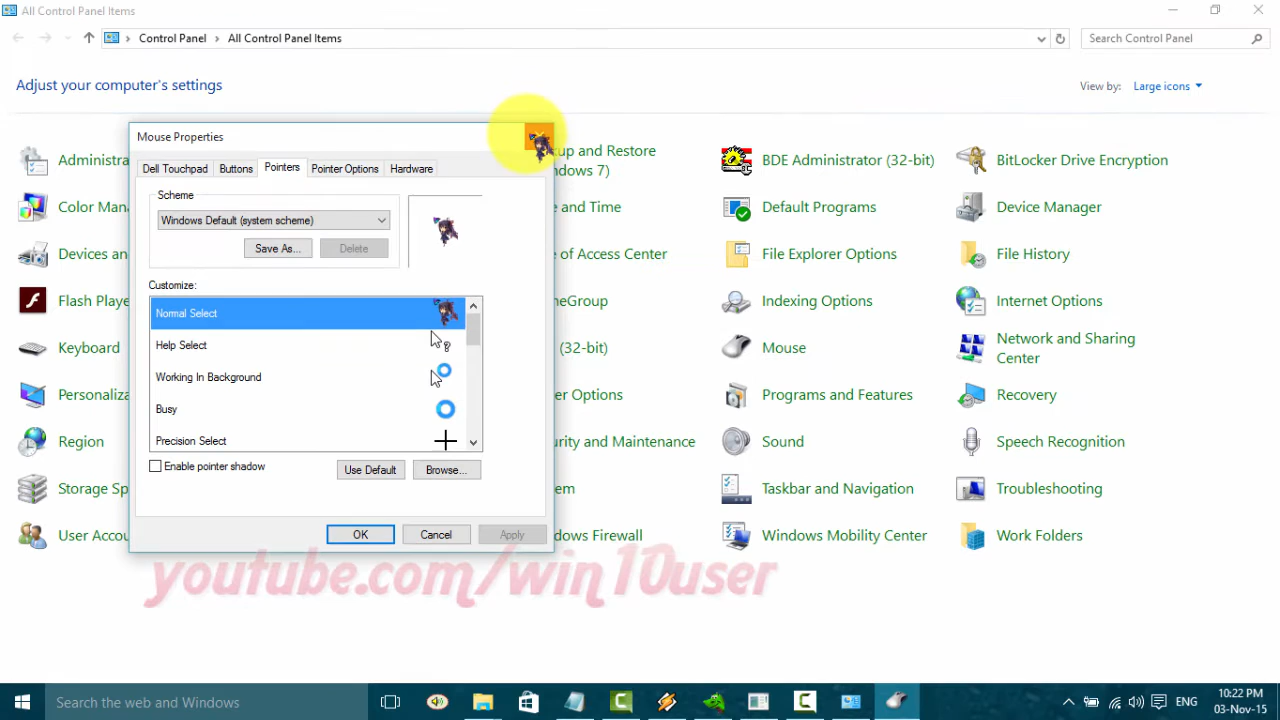 All Control Panel Items
Control Panel
All Control Panel Items
Search Control Panel
Adjust your computer's settings
View by:
Large icons
Mouse Properties
Dell Touchpad
Buttons
Pointers
Pointer Options
Hardware
Scheme
Windows Default (system scheme)
Save As...
Delete
Customize:
Normal Select
Help Select
Working In Background
Busy
Precision Select
Enable pointer shadow
Use Default
Browse...
OK
Cancel
Apply
Administra
up and Restore
ndows 7)
BDE Administrator (32-bit)
BitLocker Drive Encryption
Color Mana
e and Time
Default Programs
Device Manager
Devices and
e of Access Center
File Explorer Options
File History
Flash Playe
meGroup
Indexing Options
Internet Options
Keyboard
(32-bit)
Mouse
Network and Sharing
Center
Personaliza
er Options
Programs and Features
Recovery
Region
urity and Maintenance
Sound
Speech Recognition
Storage Sp
tem
Taskbar and Navigation
Troubleshooting
User Accou
dows Firewall
Windows Mobility Center
Work Folders
youtube.com/win10user
Search the web and Windows
ENG
10:22 PM
03-Nov-15